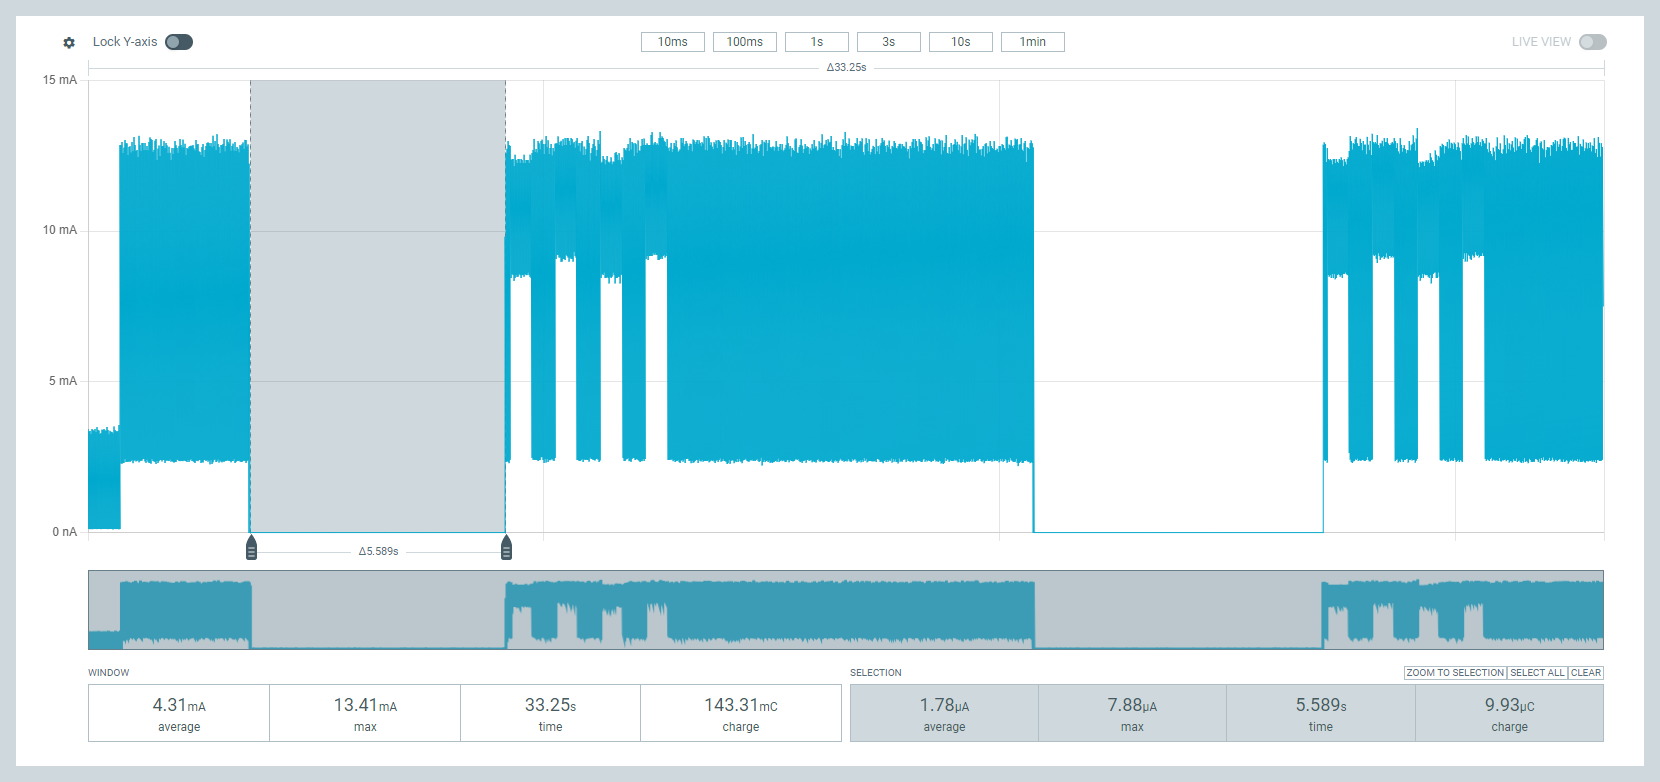 Lock Y-axis
10ms 100ms 1s 3s 10s 1min
LIVE VIEW
Δ33.25s
15 mA
10 mA
5 mA
0 nA
Δ5.589s
WINDOW
4.31mA 13.41mA 33.25s 143.31mC
average max time charge
SELECTION
ZOOM TO SELECTION SELECT ALL CLEAR
1.78μA 7.88μA 5.589s 9.93μC
average max time charge